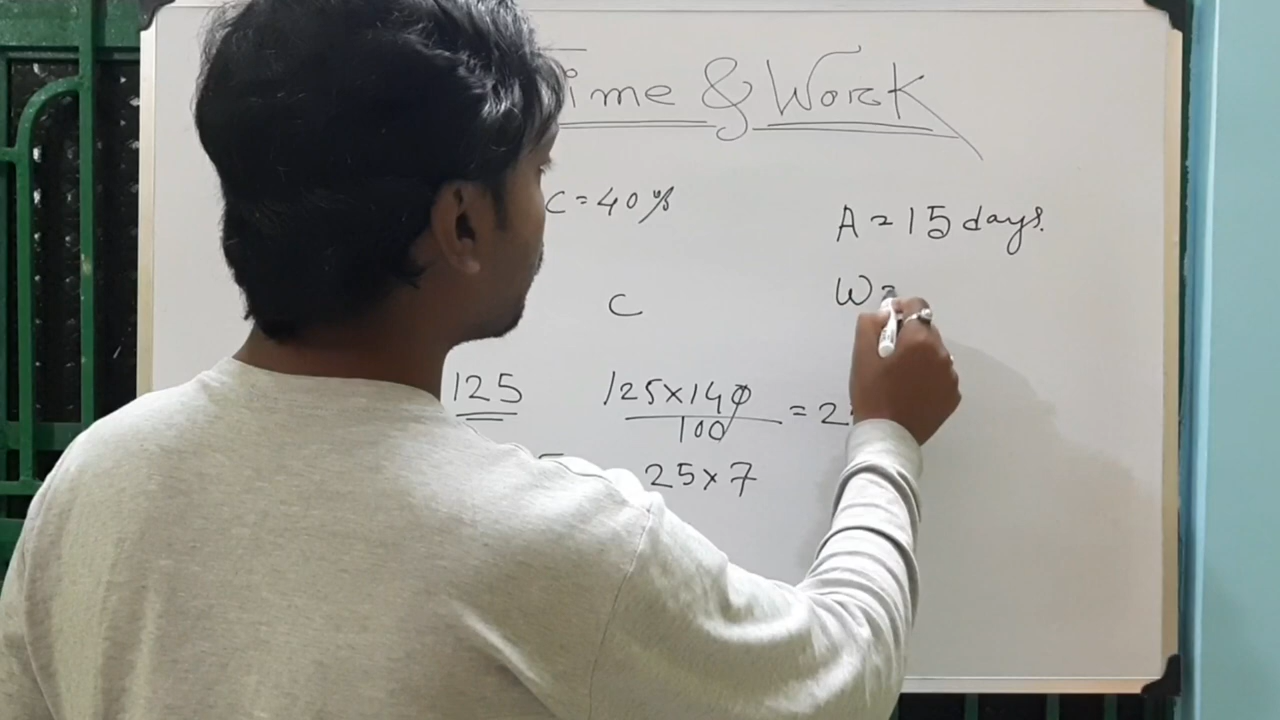 ime & Work
C = 40%
A = 15 days.
W =
C
125
125×140
= 2
100
25×7